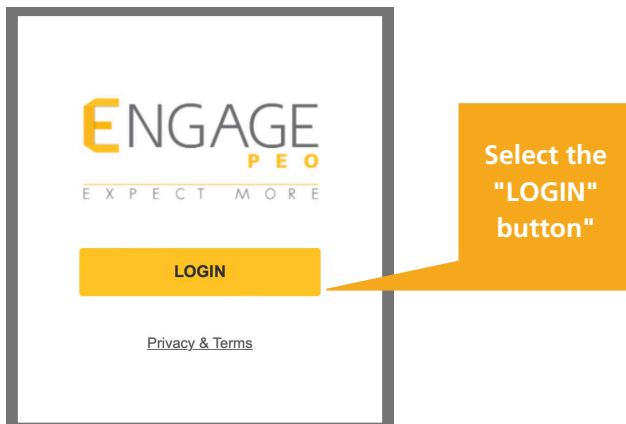 ENGAGE
PEO
EXPECT MORE
LOGIN
Privacy & Terms
Select the
"LOGIN"
button"